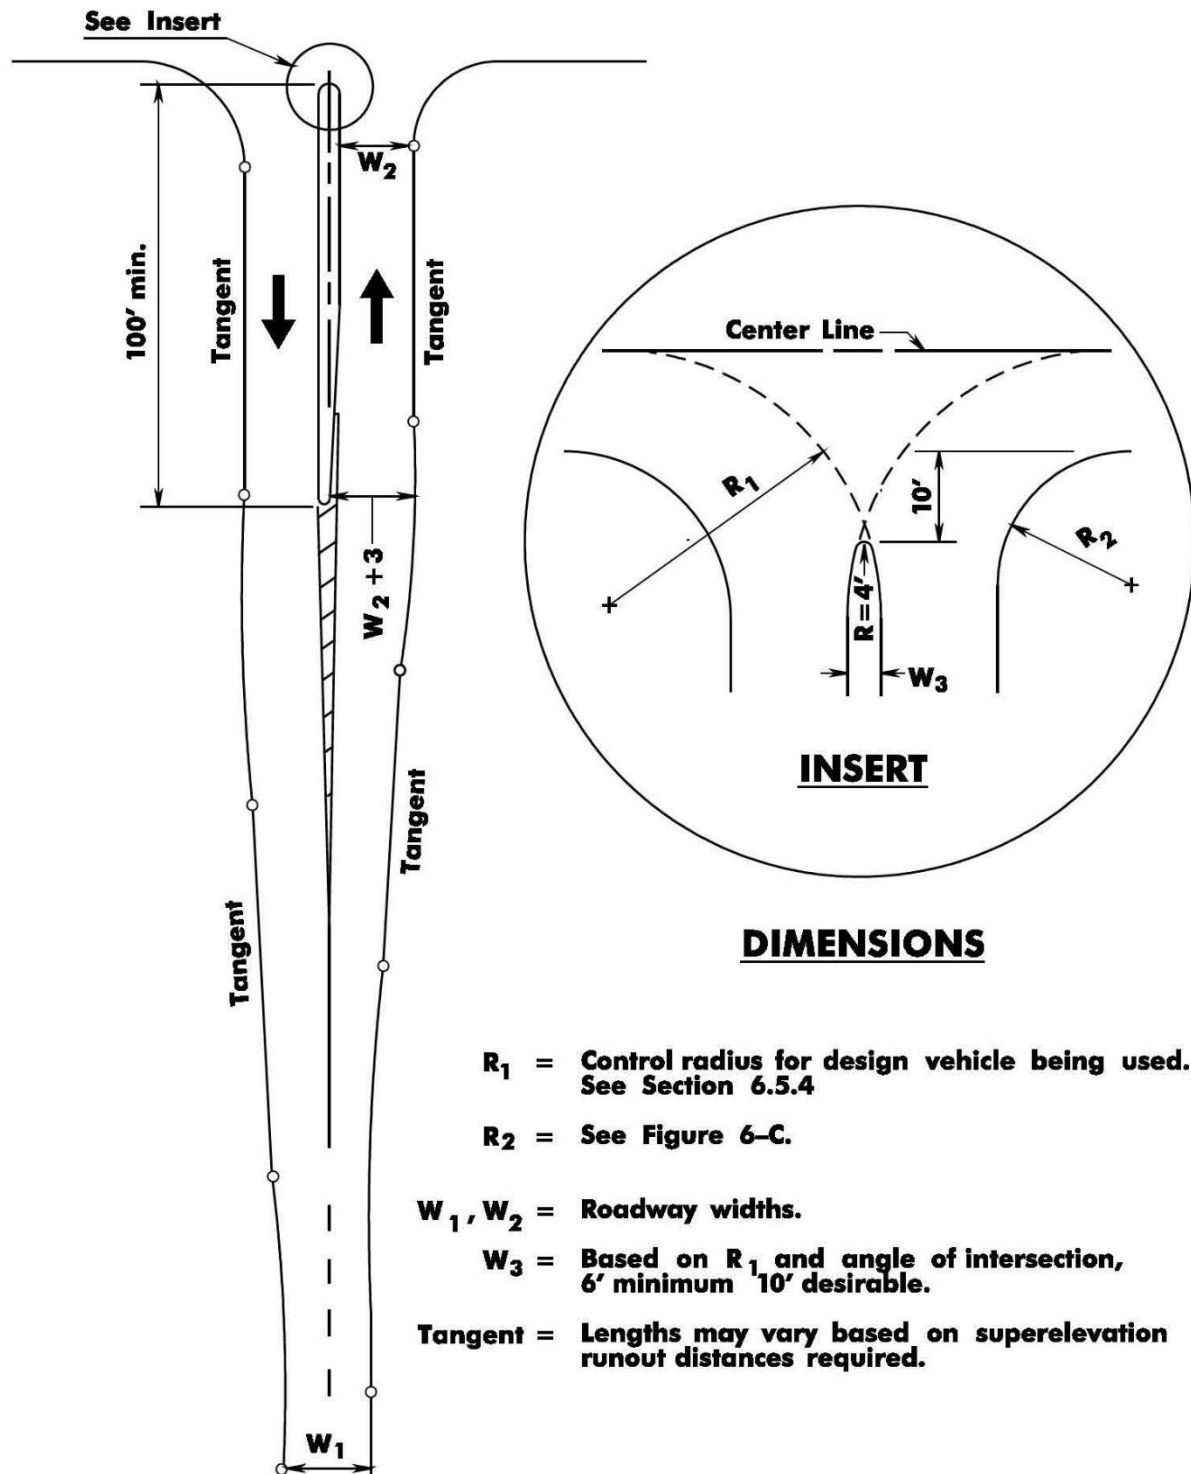 See Insert
W2
100' min.
Tangent
Tangent
W2 + 3
Tangent
Tangent
W1
Center Line
R1
10'
R2
R = 4'
W3
INSERT
DIMENSIONS
R1 = Control radius for design vehicle being used.
See Section 6.5.4
R2 = See Figure 6–C.
W1, W2 = Roadway widths.
W3 = Based on R1 and angle of intersection,
6' minimum 10' desirable.
Tangent = Lengths may vary based on superelevation
runout distances required.